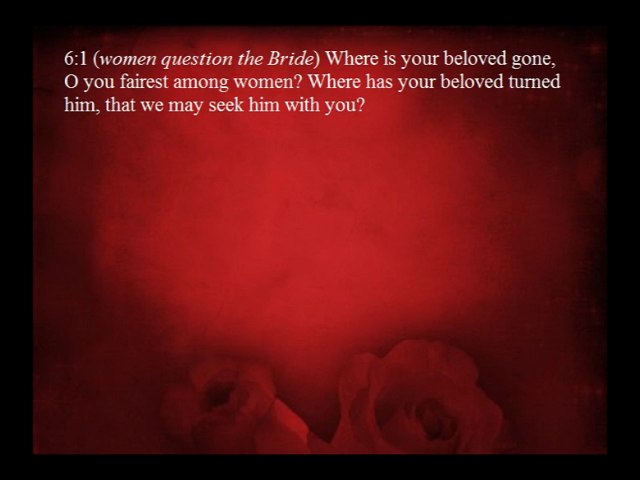 6:1 (women question the Bride) Where is your beloved gone,
O you fairest among women? Where has your beloved turned
him, that we may seek him with you?